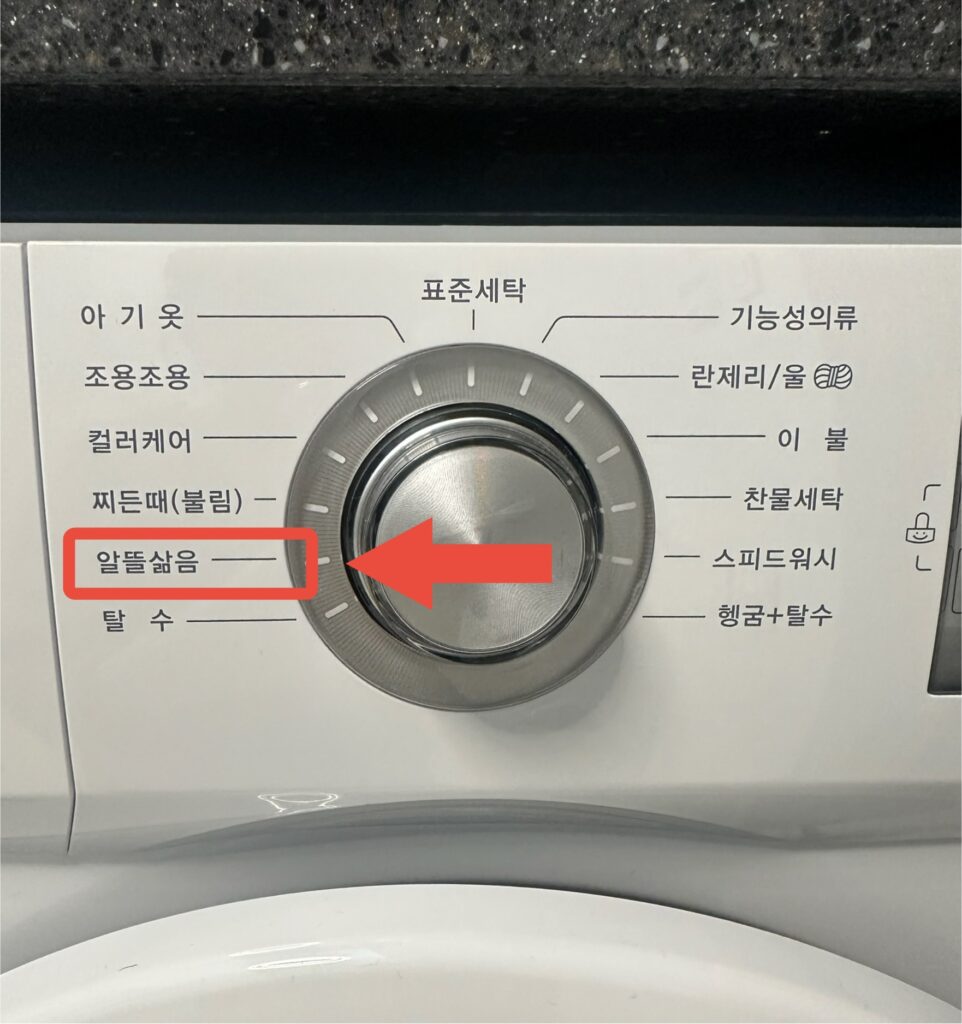 표준세탁
아 기 옷
조용조용
컬러케어
찌든때(불림)
알뜰삶음
탈 수
기능성의류
란제리/울
이 불
찬물세탁
스피드워시
헹굼+탈수